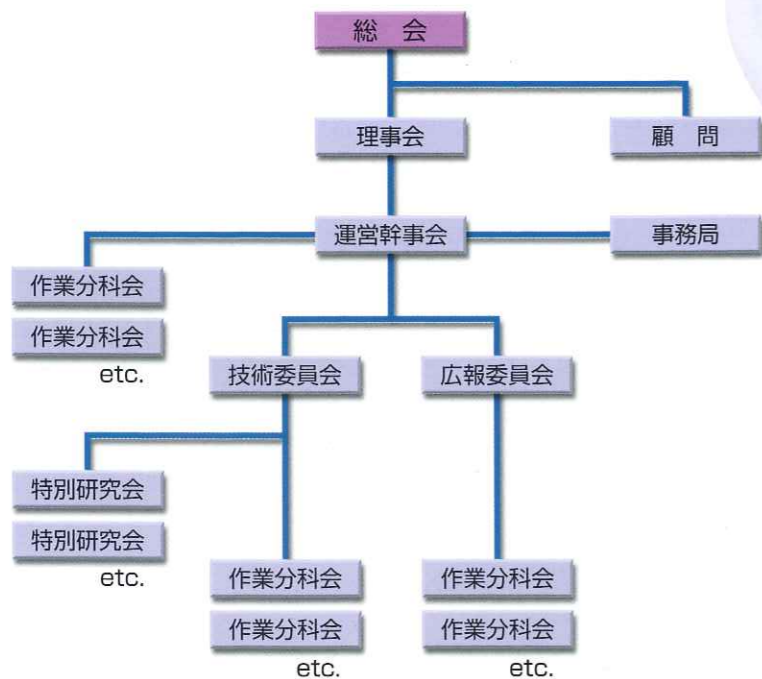 総　会
理事会
顧　問
運営幹事会
事務局
作業分科会
作業分科会
etc.
技術委員会
広報委員会
特別研究会
特別研究会
etc.
作業分科会
作業分科会
etc.
作業分科会
作業分科会
etc.